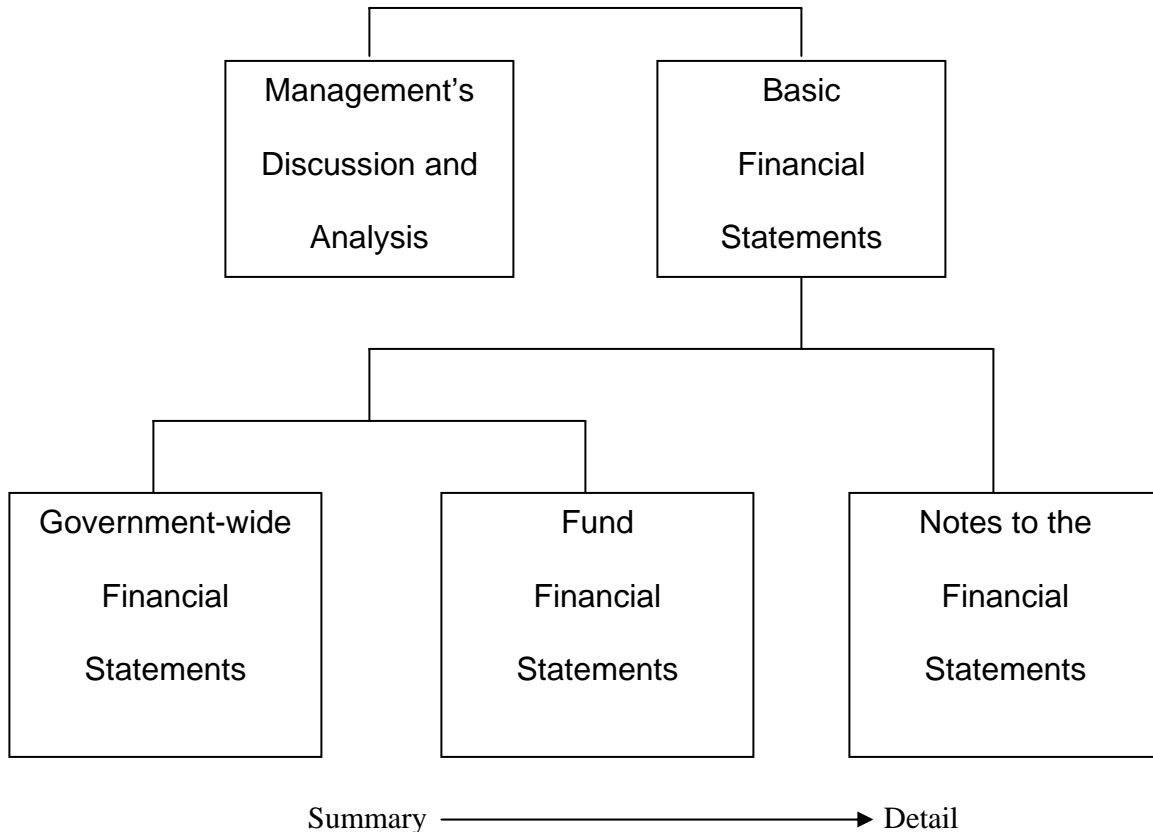 Management's
Discussion and
Analysis
Basic
Financial
Statements
Government-wide
Financial
Statements
Fund
Financial
Statements
Notes to the
Financial
Statements
Summary
Detail